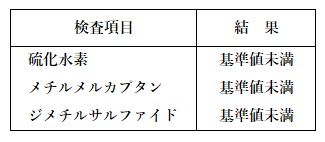 検査項目 結　果
硫化水素 基準値未満
メチルメルカプタン 基準値未満
ジメチルサルファイド 基準値未満